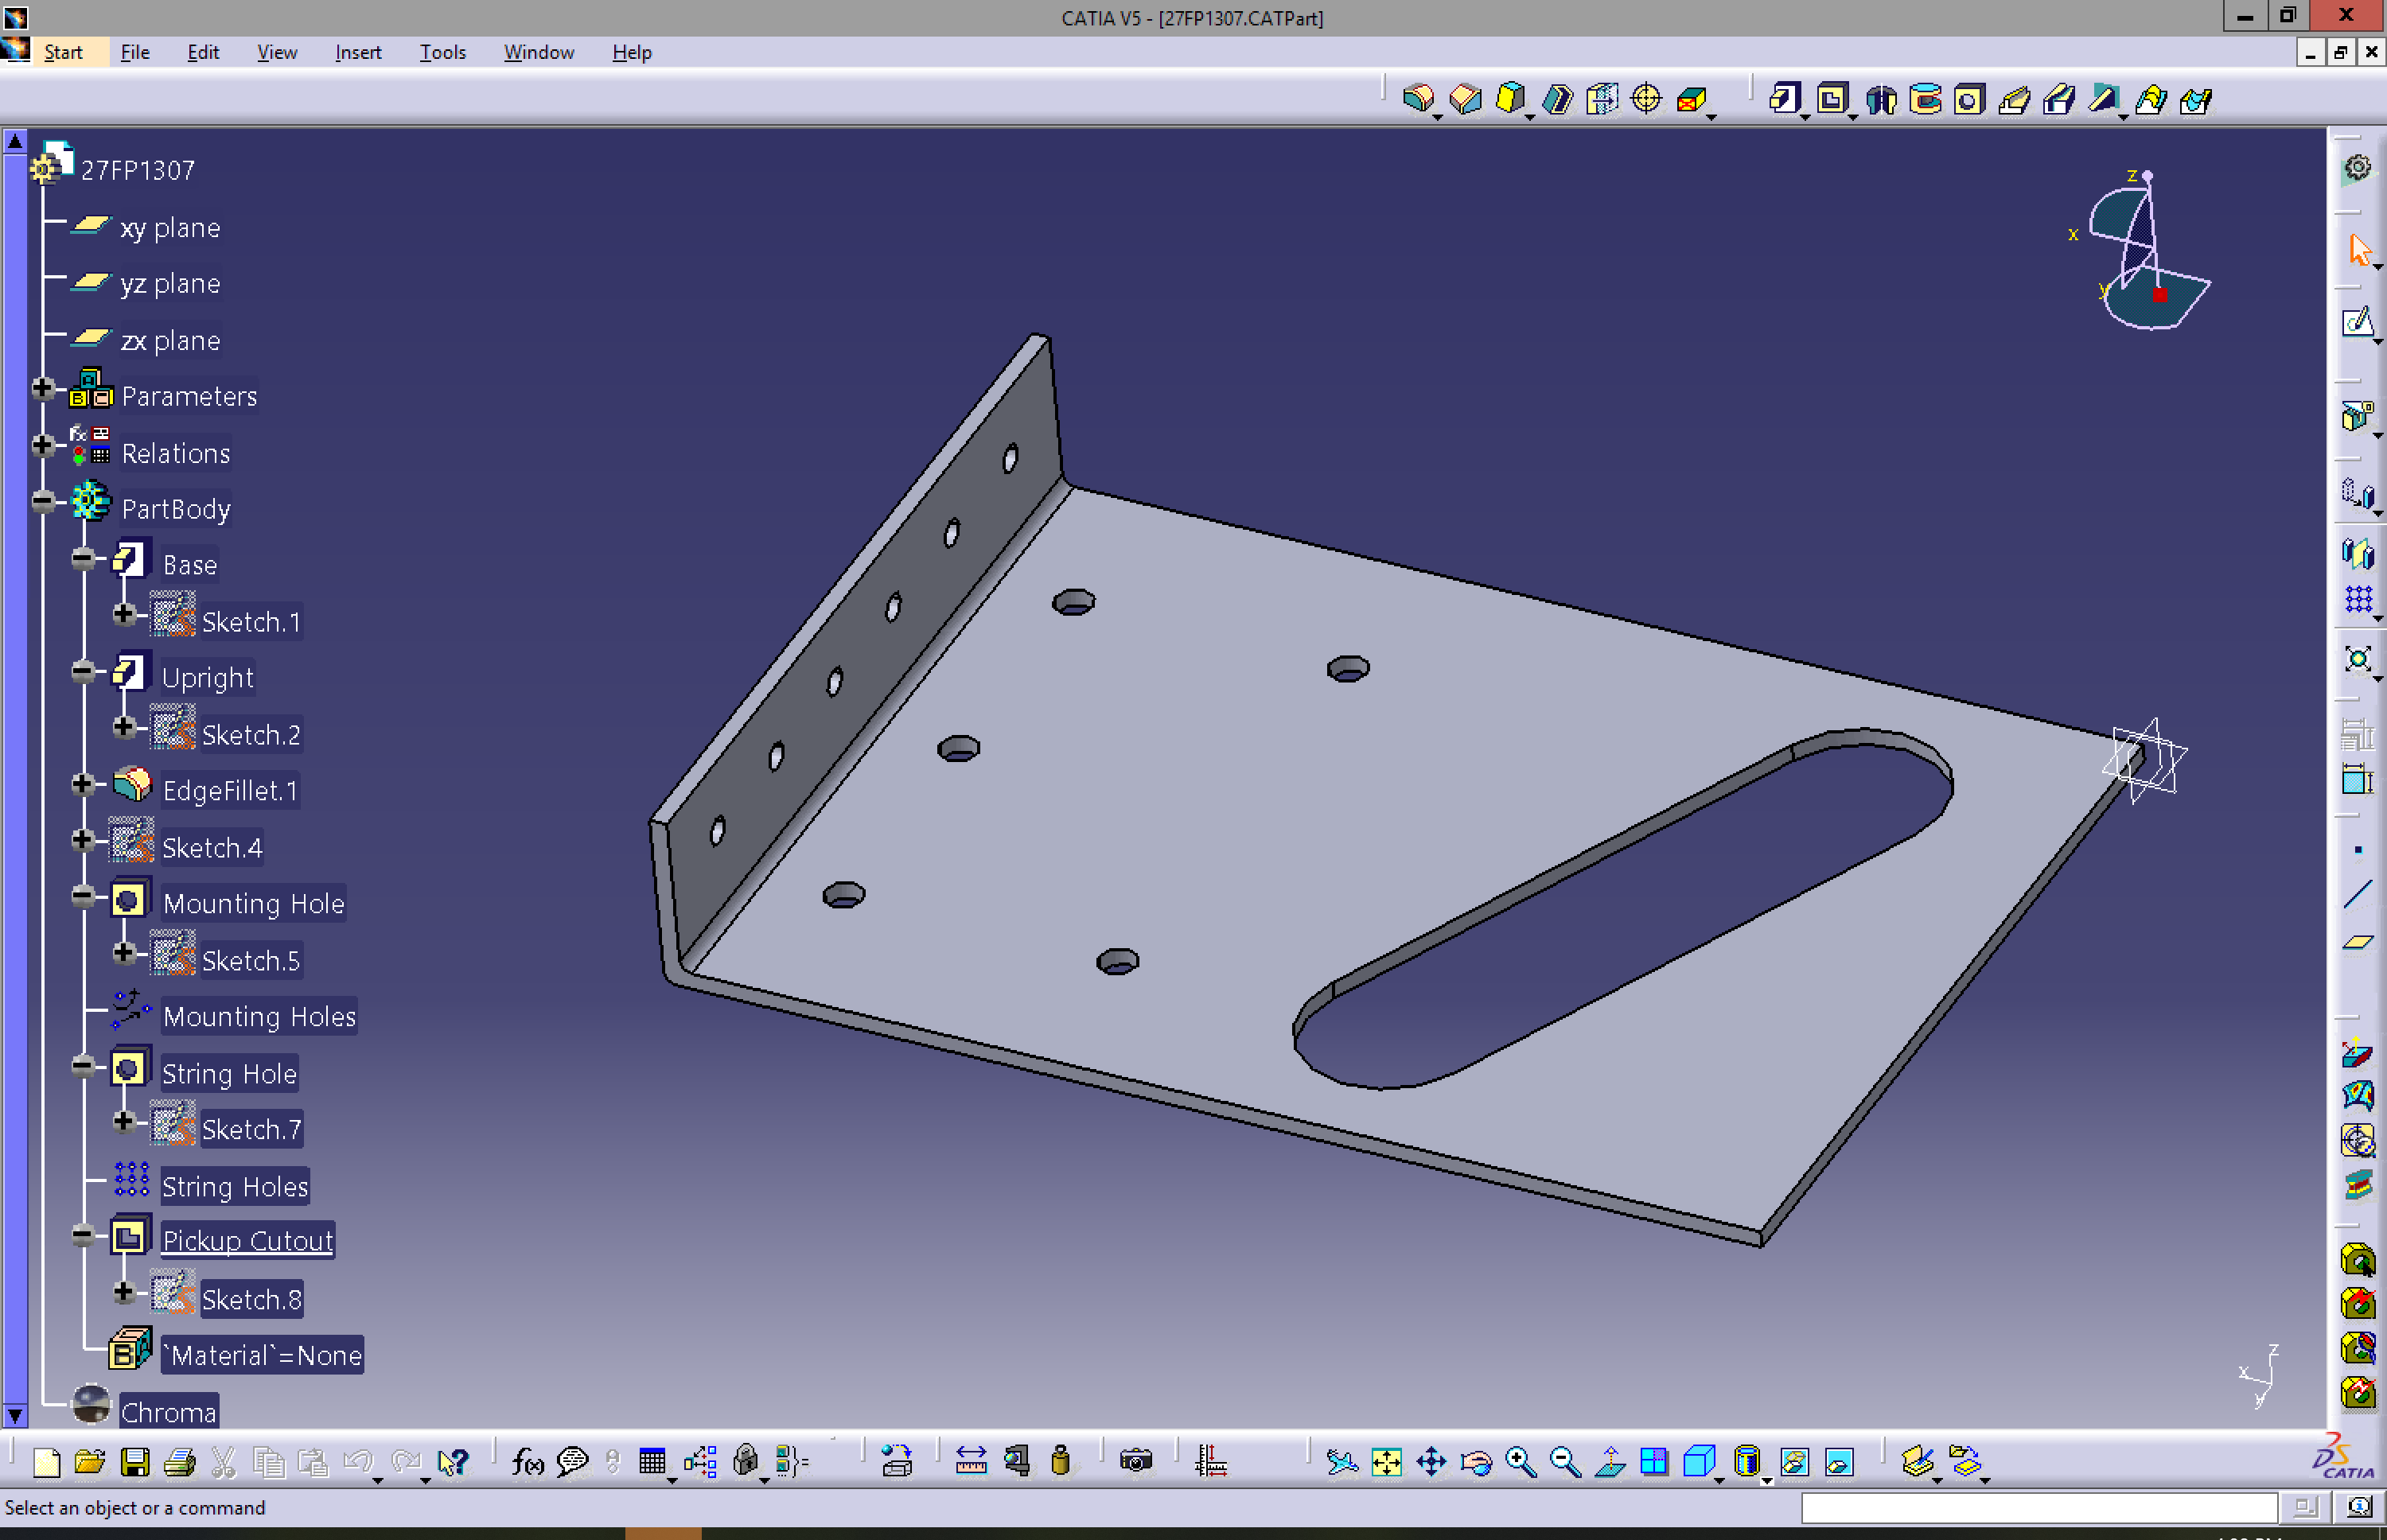 CATIA V5 - [27FP1307.CATPart]
Start File Edit View Insert Tools Window Help
27FP1307
xy plane
yz plane
zx plane
Parameters
Relations
PartBody
Base
Sketch.1
Upright
Sketch.2
EdgeFillet.1
Sketch.4
Mounting Hole
Sketch.5
Mounting Holes
String Hole
Sketch.7
String Holes
Pickup Cutout
Sketch.8
`Material`=None
Chroma
z
x
y
z
x
y
f(x)
CATIA
Select an object or a command